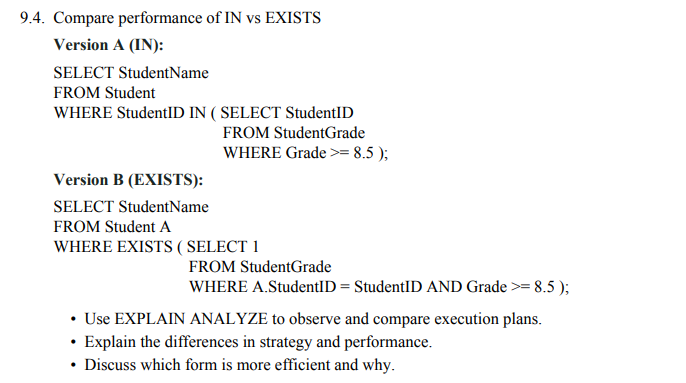 9.4. Compare performance of IN vs EXISTS
Version A (IN):
SELECT StudentName
FROM Student
WHERE StudentID IN ( SELECT StudentID
FROM StudentGrade
WHERE Grade >= 8.5 );
Version B (EXISTS):
SELECT StudentName
FROM Student A
WHERE EXISTS ( SELECT 1
FROM StudentGrade
WHERE A.StudentID = StudentID AND Grade >= 8.5 );
• Use EXPLAIN ANALYZE to observe and compare execution plans.
• Explain the differences in strategy and performance.
• Discuss which form is more efficient and why.